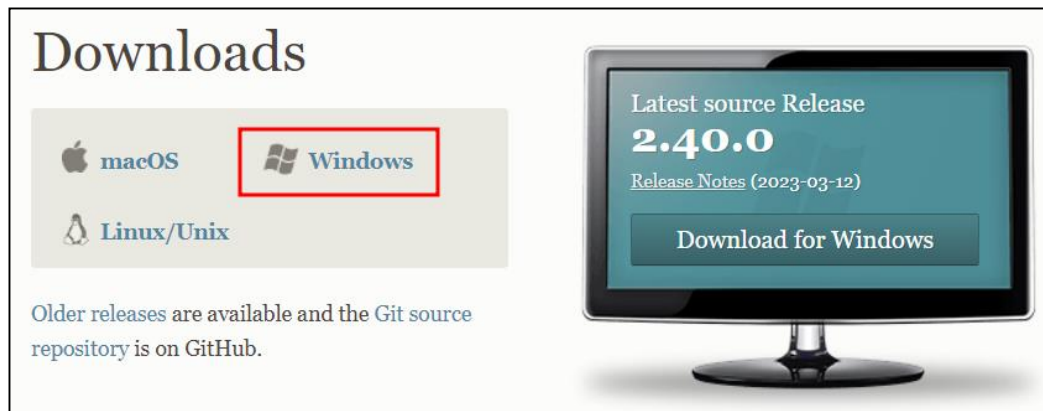 Downloads
macOS
Windows
Linux/Unix
Older releases are available and the Git source
repository is on GitHub.
Latest source Release
2.40.0
Release Notes (2023-03-12)
Download for Windows